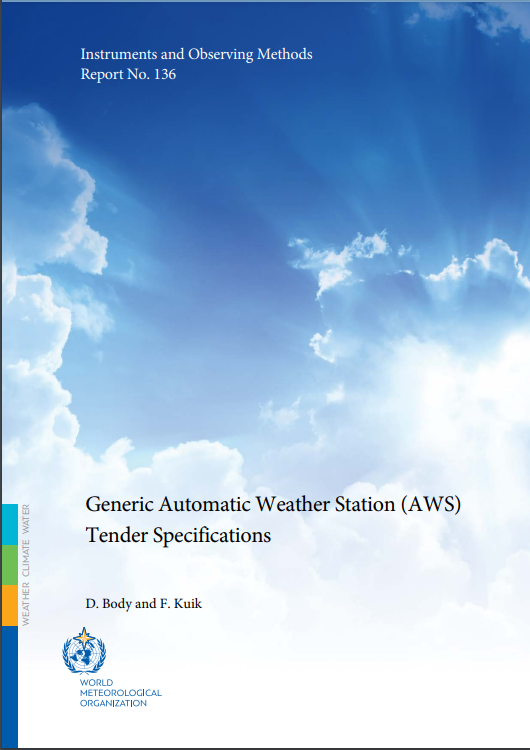 Instruments and Observing Methods
Report No. 136
Generic Automatic Weather Station (AWS)
Tender Specifications
WEATHER CLIMATE WATER
D. Body and F. Kuik
WORLD
METEOROLOGICAL
ORGANIZATION